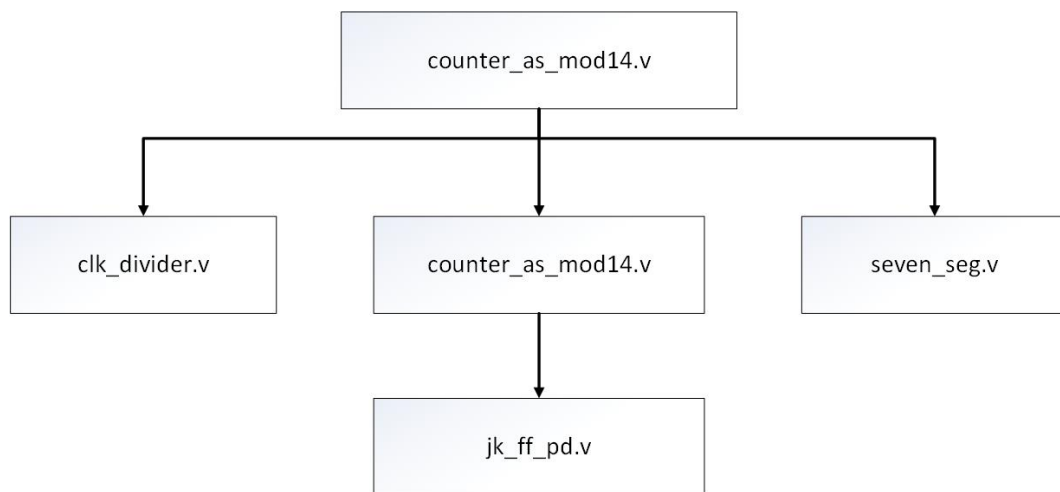 counter_as_mod14.v
clk_divider.v
counter_as_mod14.v
seven_seg.v
jk_ff_pd.v